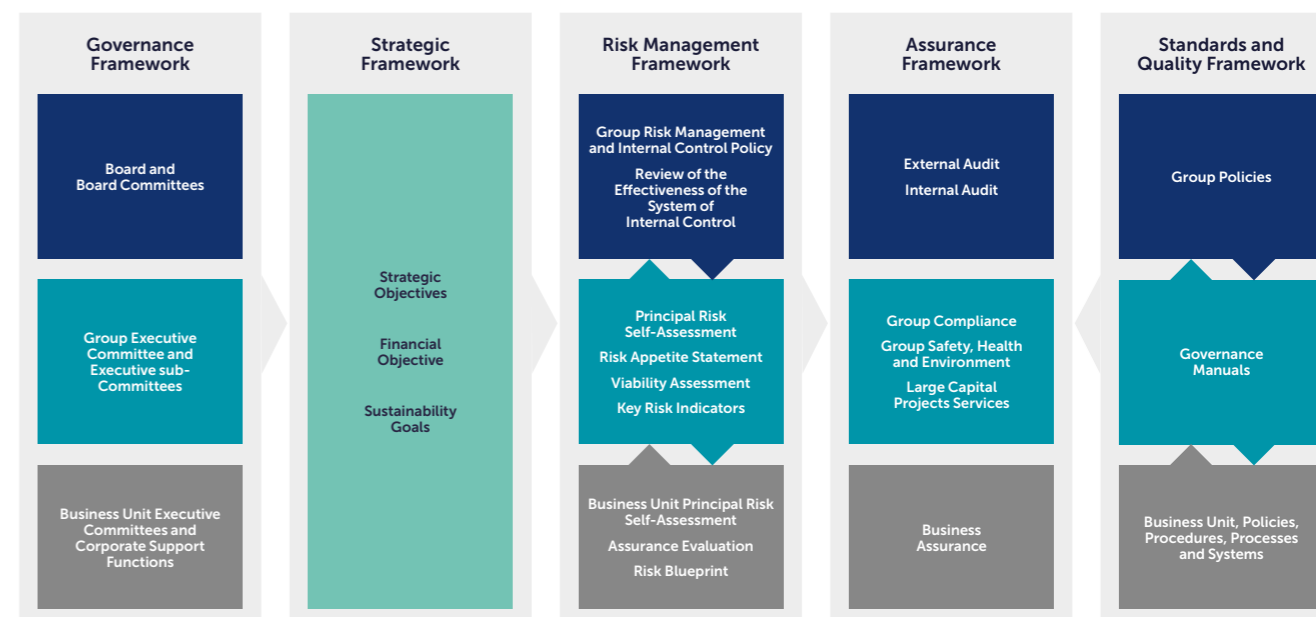 Governance
Framework
Board and
Board Committees
Group Executive
Committee and
Executive sub-
Committees
Business Unit Executive
Committees and
Corporate Support
Functions
Strategic
Framework
Strategic
Objectives
Financial
Objective
Sustainability
Goals
Risk Management
Framework
Group Risk Management
and Internal Control Policy
Review of the
Effectiveness of the
System of
Internal Control
Principal Risk
Self-Assessment
Risk Appetite Statement
Viability Assessment
Key Risk Indicators
Business Unit Principal Risk
Self-Assessment
Assurance Evaluation
Risk Blueprint
Assurance
Framework
External Audit
Internal Audit
Group Compliance
Group Safety, Health
and Environment
Large Capital
Projects Services
Business
Assurance
Standards and
Quality Framework
Group Policies
Governance
Manuals
Business Unit, Policies,
Procedures, Processes
and Systems